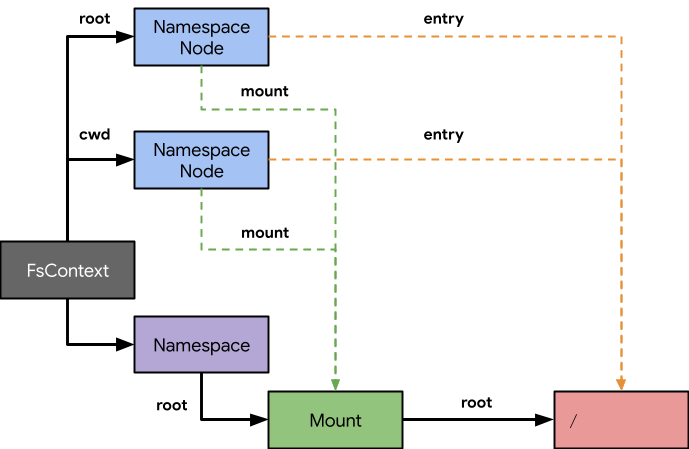 root
Namespace
Node
entry
mount
cwd
Namespace
Node
entry
mount
FsContext
Namespace
root
Mount
root
/